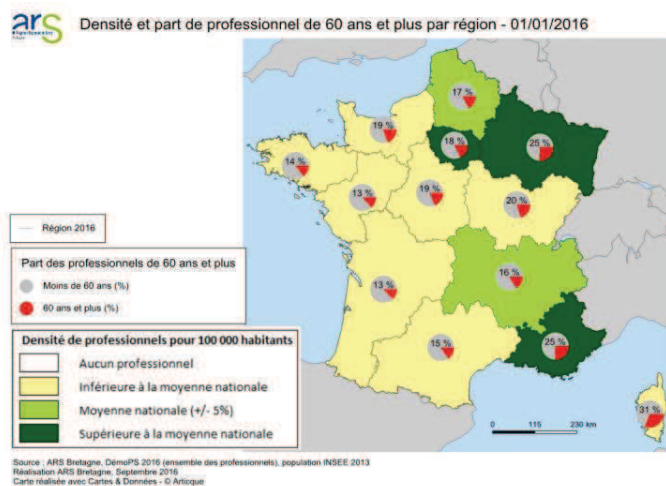 ars
Densité et part de professionnel de 60 ans et plus par région - 01/01/2016
17 %
19 %
18 %
25 %
14 %
13 %
19 %
20 %
Région 2016
Part des professionnels de 60 ans et plus
Moins de 60 ans (%)
60 ans et plus (%)
13 %
16 %
Densité de professionnels pour 100 000 habitants
Aucun professionnel
Inférieure à la moyenne nationale
Moyenne nationale (+/- 5%)
Supérieure à la moyenne nationale
15 %
25 %
31 %
0 115 230 km
Source : ARS Bretagne, DémoPS 2016 (ensemble des professionnels), population INSEE 2013
Réalisation ARS Bretagne, Septembre 2016
Carte réalisée avec Cartes & Données - © Articque